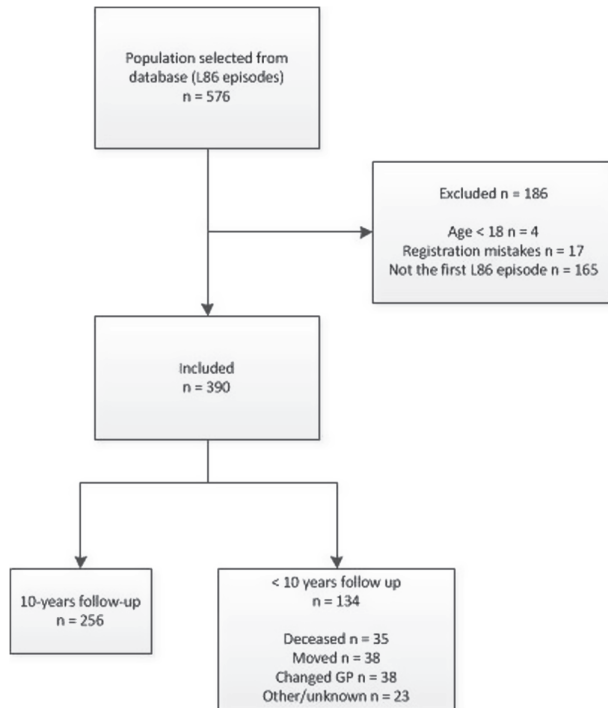 Population selected from
database (L86 episodes)
n = 576
Excluded n = 186
Age < 18 n = 4
Registration mistakes n = 17
Not the first L86 episode n = 165
Included
n = 390
10-years follow-up
n = 256
< 10 years follow up
n = 134
Deceased n = 35
Moved n = 38
Changed GP n = 38
Other/unknown n = 23